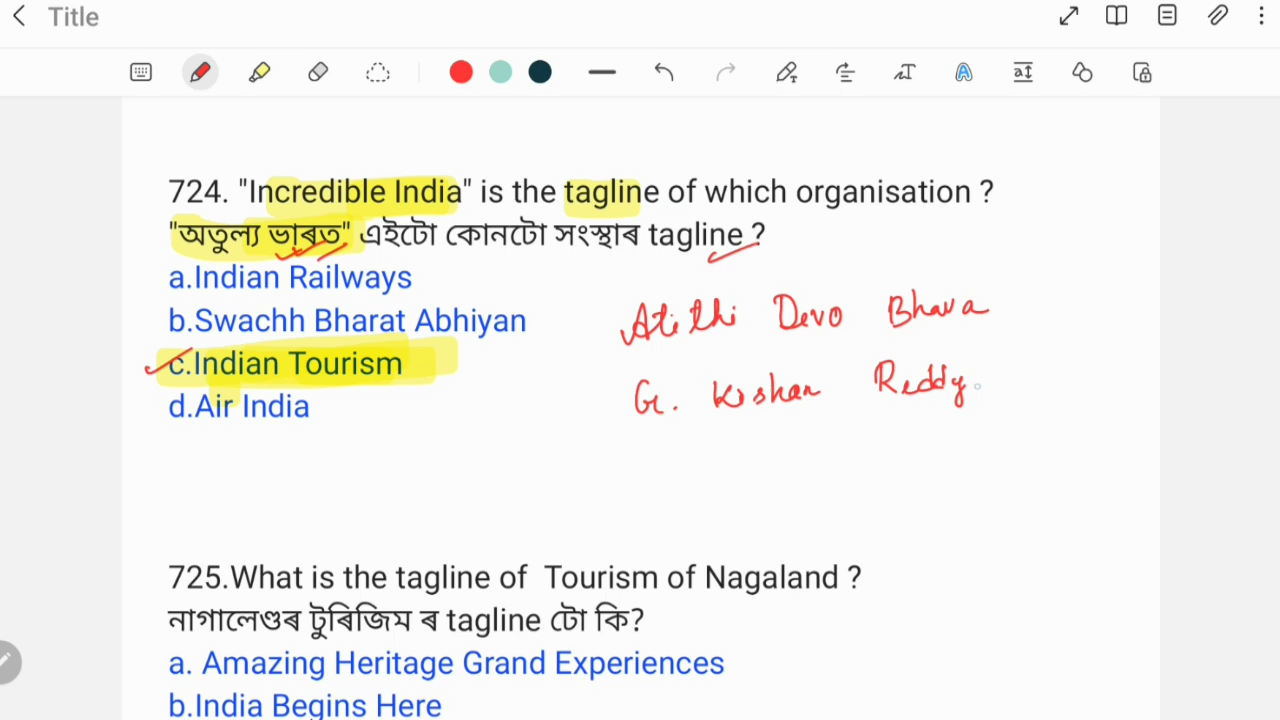 Title
724. "Incredible India" is the tagline of which organisation ?
"অতুল্য ভাৰত" এইটো কোনটো সংস্থাৰ tagline ?
a.Indian Railways
b.Swachh Bharat Abhiyan
c.Indian Tourism
d.Air India
Atithi Devo Bhava
G. Kishan Reddy
725.What is the tagline of Tourism of Nagaland ?
নাগালেণ্ডৰ টুৰিজিম ৰ tagline টো কি?
a. Amazing Heritage Grand Experiences
b.India Begins Here